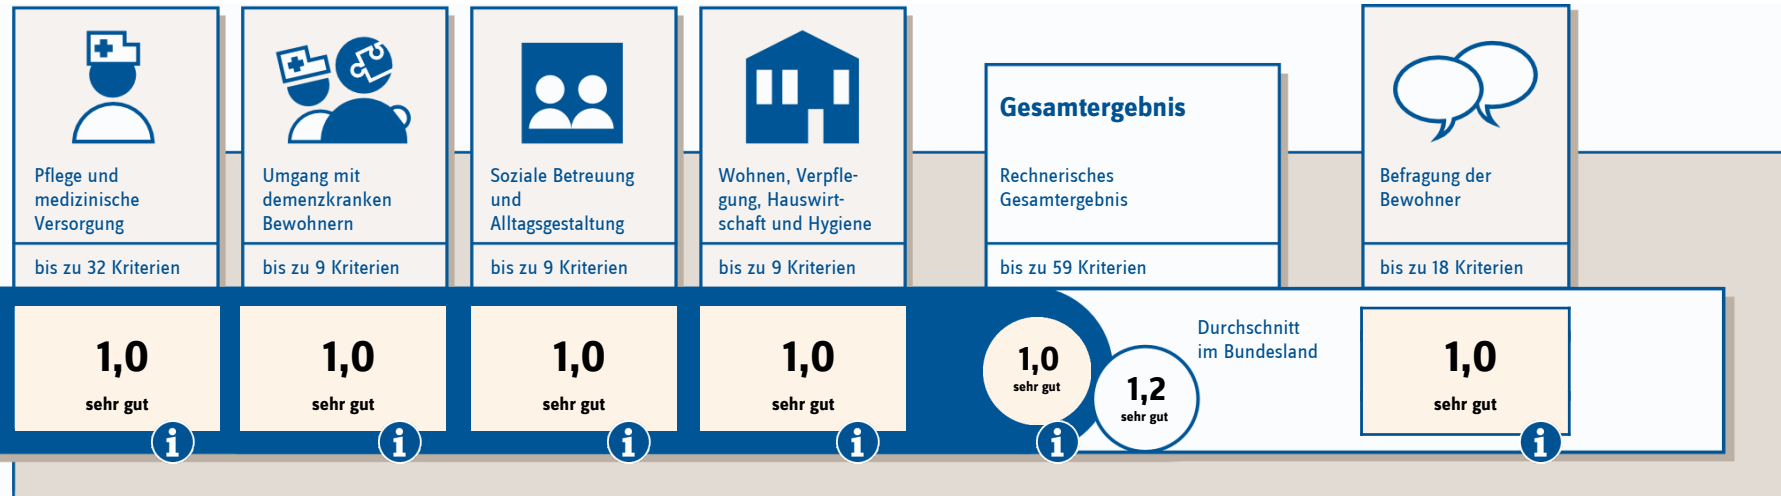 Pflege und
medizinische
Versorgung
bis zu 32 Kriterien
1,0
sehr gut
i
Umgang mit
demenzkranken
Bewohnern
bis zu 9 Kriterien
1,0
sehr gut
i
Soziale Betreuung
und
Alltagsgestaltung
bis zu 9 Kriterien
1,0
sehr gut
i
Wohnen, Verpfle-
gung, Hauswirt-
schaft und Hygiene
bis zu 9 Kriterien
1,0
sehr gut
i
Gesamtergebnis
Rechnerisches
Gesamtergebnis
bis zu 59 Kriterien
1,0
sehr gut
i
Durchschnitt
im Bundesland
1,2
sehr gut
Befragung der
Bewohner
bis zu 18 Kriterien
1,0
sehr gut
i